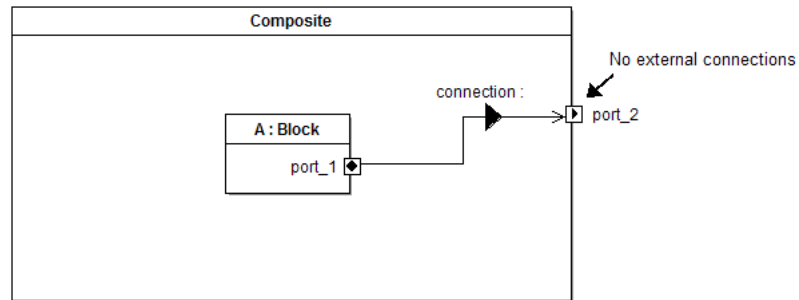 Composite
No external connections
connection :
port_2
A : Block
port_1